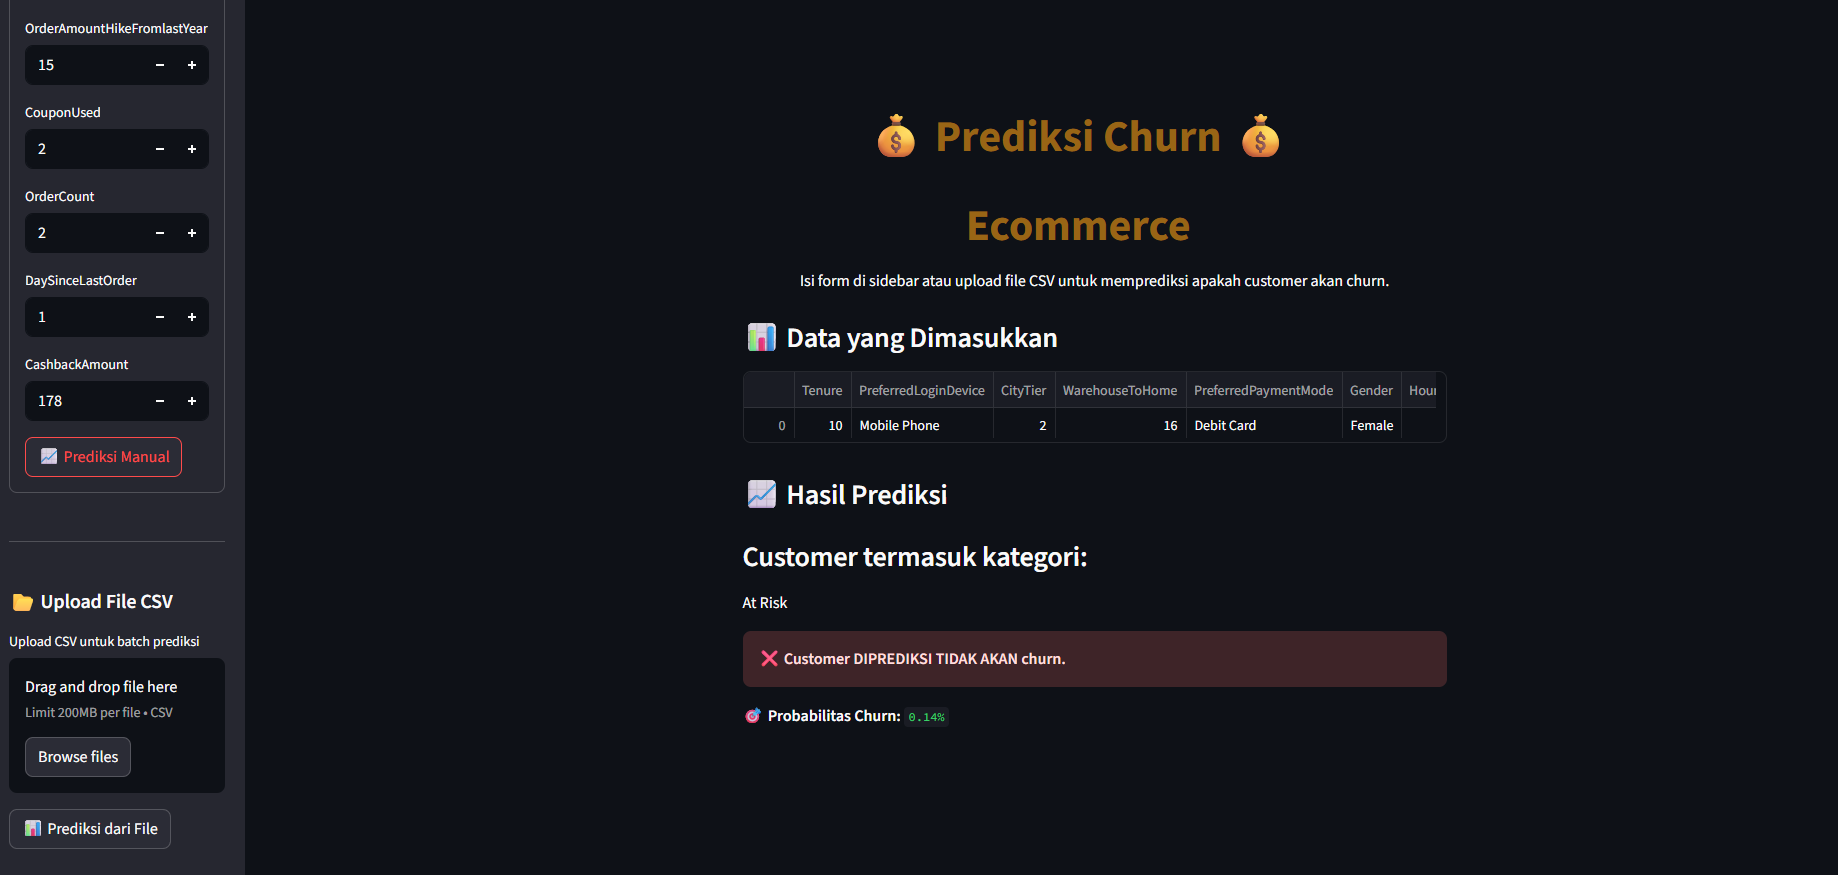 OrderAmountHikeFromlastYear
15
CouponUsed
2
OrderCount
2
DaySinceLastOrder
1
CashbackAmount
178
Prediksi Manual
Upload File CSV
Upload CSV untuk batch prediksi
Drag and drop file here
Limit 200MB per file • CSV
Browse files
Prediksi dari File
Prediksi Churn
Ecommerce
Isi form di sidebar atau upload file CSV untuk memprediksi apakah customer akan churn.
Data yang Dimasukkan
Tenure PreferredLoginDevice CityTier WarehouseToHome PreferredPaymentMode Gender Hour
0 10 Mobile Phone 2 16 Debit Card Female
Hasil Prediksi
Customer termasuk kategori:
At Risk
❌ Customer DIPREDIKSI TIDAK AKAN churn.
Probabilitas Churn: 0.14%